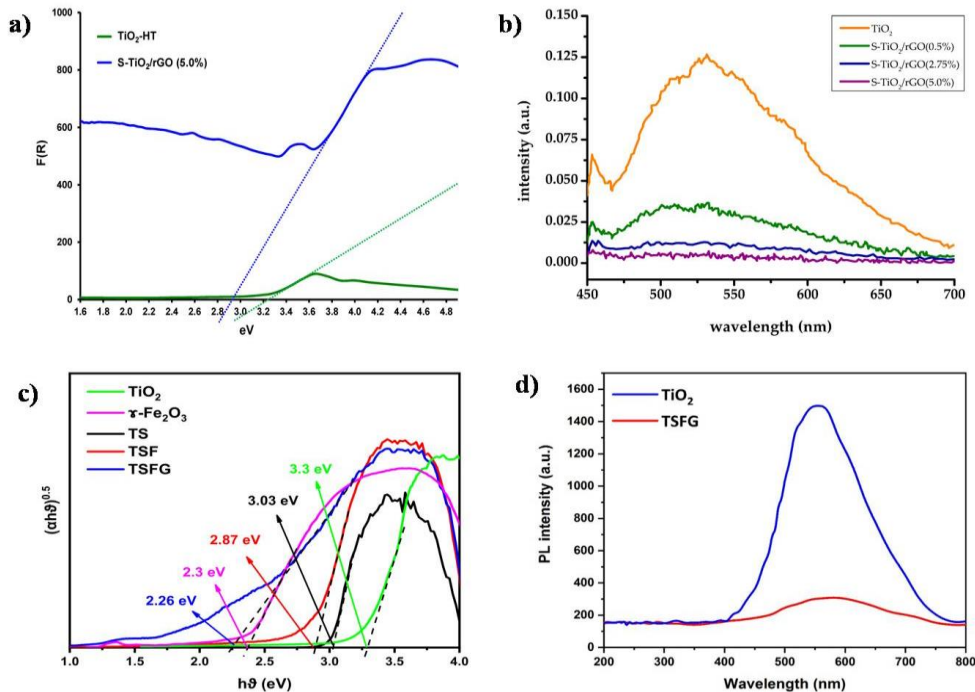 a)
1000
800
600
400
200
0
F(R)
TiO₂-HT
S-TiO₂/rGO (5.0%)
1.6 1.8 2.0 2.2 2.4 2.6 2.8 3.0 3.2 3.4 3.6 3.8 4.0 4.2 4.4 4.6 4.8
eV
b)
0.150
0.125
0.100
0.075
0.050
0.025
0.000
intensity (a.u.)
TiO₂
S-TiO₂/rGO(0.5%)
S-TiO₂/rGO(2.75%)
S-TiO₂/rGO(5.0%)
450 500 550 600 650 700
wavelength (nm)
c)
TiO₂
ɤ-Fe₂O₃
TS
TSF
TSFG
3.3 eV
3.03 eV
2.87 eV
2.3 eV
2.26 eV
(αhϑ)⁰·⁵
1.0 1.5 2.0 2.5 3.0 3.5 4.0
hϑ (eV)
d)
1600
1400
1200
1000
800
600
400
200
0
PL intensity (a.u.)
TiO₂
TSFG
200 300 400 500 600 700 800
Wavelength (nm)